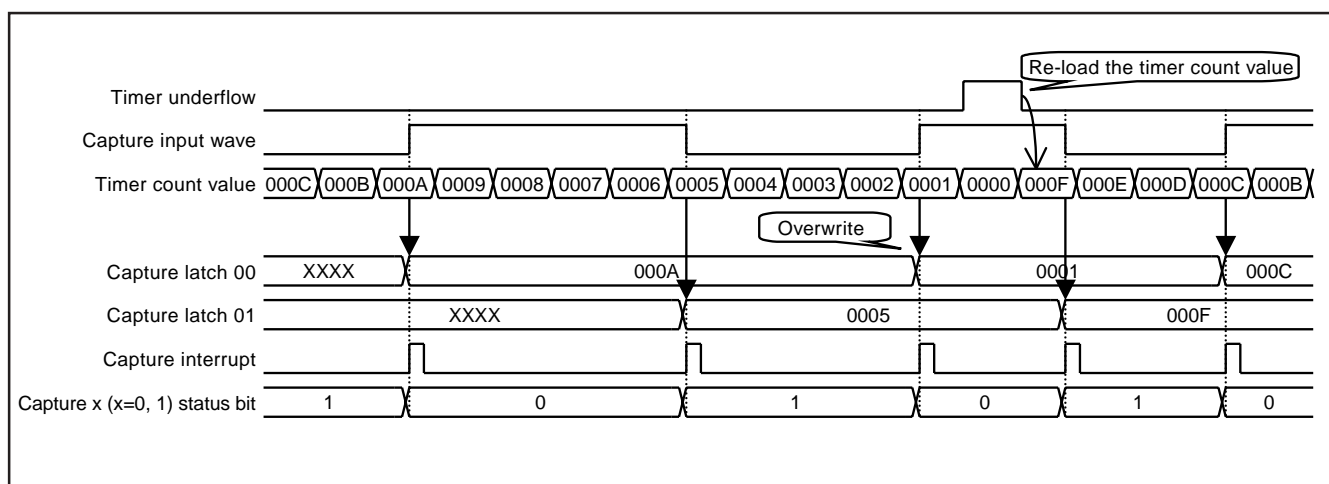 Re-load the timer count value
Timer underflow
Capture input wave
Timer count value 000C 000B 000A 0009 0008 0007 0006 0005 0004 0003 0002 0001 0000 000F 000E 000D 000C 000B
Overwrite
Capture latch 00 XXXX 000A 0001 000C
Capture latch 01 XXXX 0005 000F
Capture interrupt
Capture x (x=0, 1) status bit 1 0 1 0 1 0